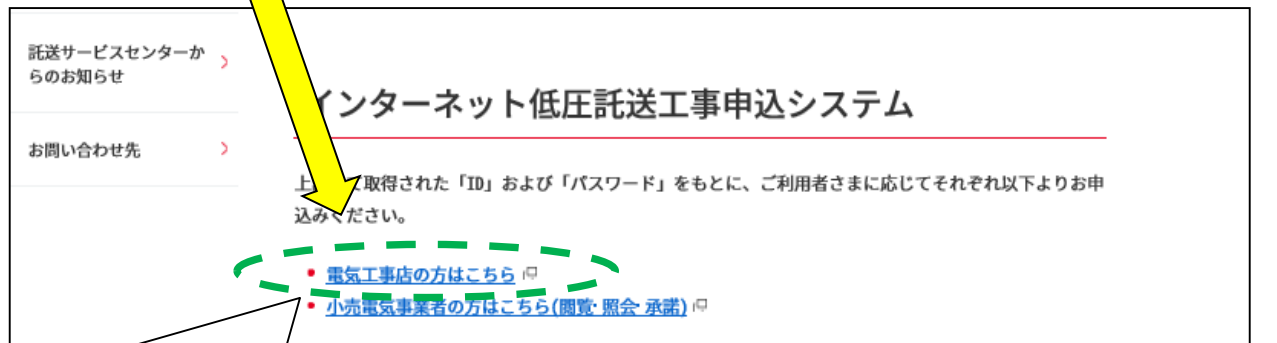 託送サービスセンターか
らのお知らせ
お問い合わせ先
インターネット低圧託送工事申込システム
上 て取得された「ID」および「パスワード」をもとに、ご利用者さまに応じてそれぞれ以下よりお申
込みください。
電気工事店の方はこちら
小売電気事業者の方はこちら(閲覧・照会・承諾)